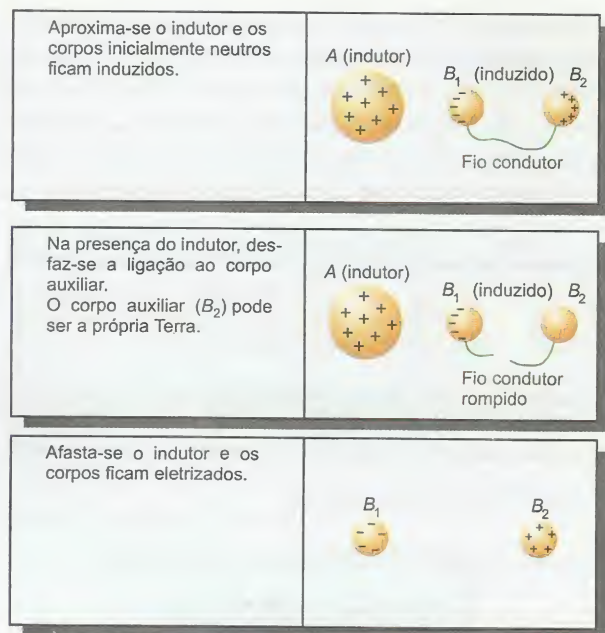 Aproxima-se o indutor e os
corpos inicialmente neutros
ficam induzidos.
A (indutor)
B₁ (induzido) B₂
Fio condutor
Na presença do indutor, des-
faz-se a ligação ao corpo
auxiliar.
O corpo auxiliar (B₂) pode
ser a própria Terra.
A (indutor)
B₁ (induzido) B₂
Fio condutor
rompido
Afasta-se o indutor e os
corpos ficam eletrizados.
B₁ B₂